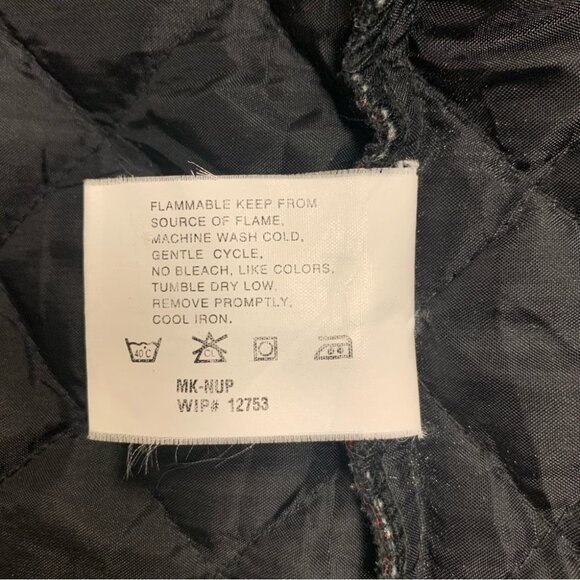 FLAMMABLE KEEP FROM
SOURCE OF FLAME,
MACHINE WASH COLD,
GENTLE CYCLE,
NO BLEACH, LIKE COLORS,
TUMBLE DRY LOW,
REMOVE PROMPTLY,
COOL IRON.
40°C CL
MK-NUP
WIP# 12753